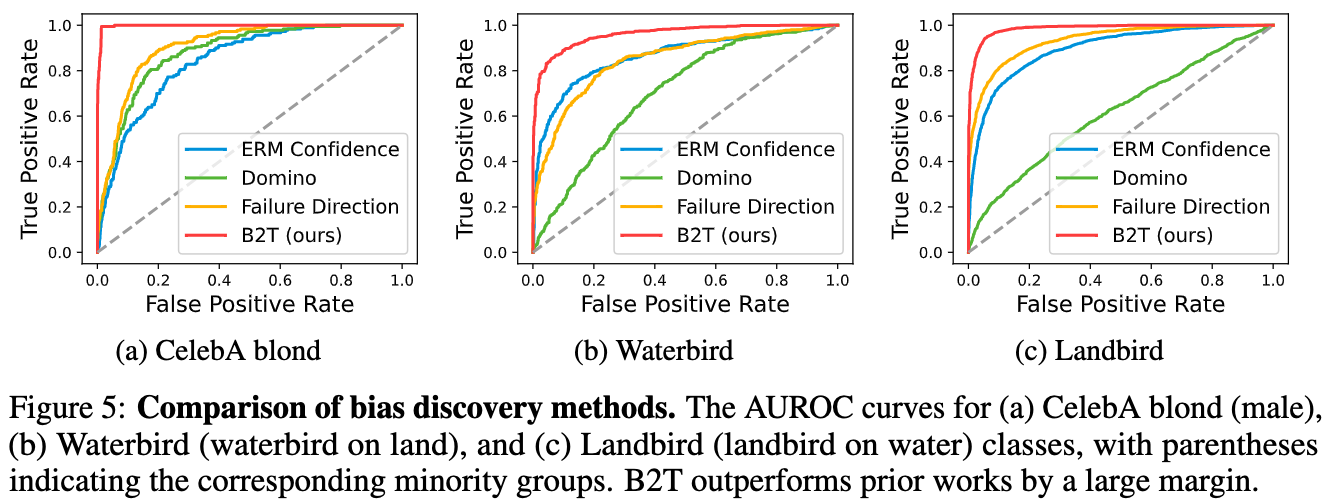 1.0
0.8
0.6
0.4
0.2
0.0
True Positive Rate
ERM Confidence
Domino
Failure Direction
B2T (ours)
0.0 0.2 0.4 0.6 0.8 1.0
False Positive Rate
(a) CelebA blond
1.0
0.8
0.6
0.4
0.2
0.0
True Positive Rate
ERM Confidence
Domino
Failure Direction
B2T (ours)
0.0 0.2 0.4 0.6 0.8 1.0
False Positive Rate
(b) Waterbird
1.0
0.8
0.6
0.4
0.2
0.0
True Positive Rate
ERM Confidence
Domino
Failure Direction
B2T (ours)
0.0 0.2 0.4 0.6 0.8 1.0
False Positive Rate
(c) Landbird
Figure 5: Comparison of bias discovery methods. The AUROC curves for (a) CelebA blond (male),
(b) Waterbird (waterbird on land), and (c) Landbird (landbird on water) classes, with parentheses
indicating the corresponding minority groups. B2T outperforms prior works by a large margin.